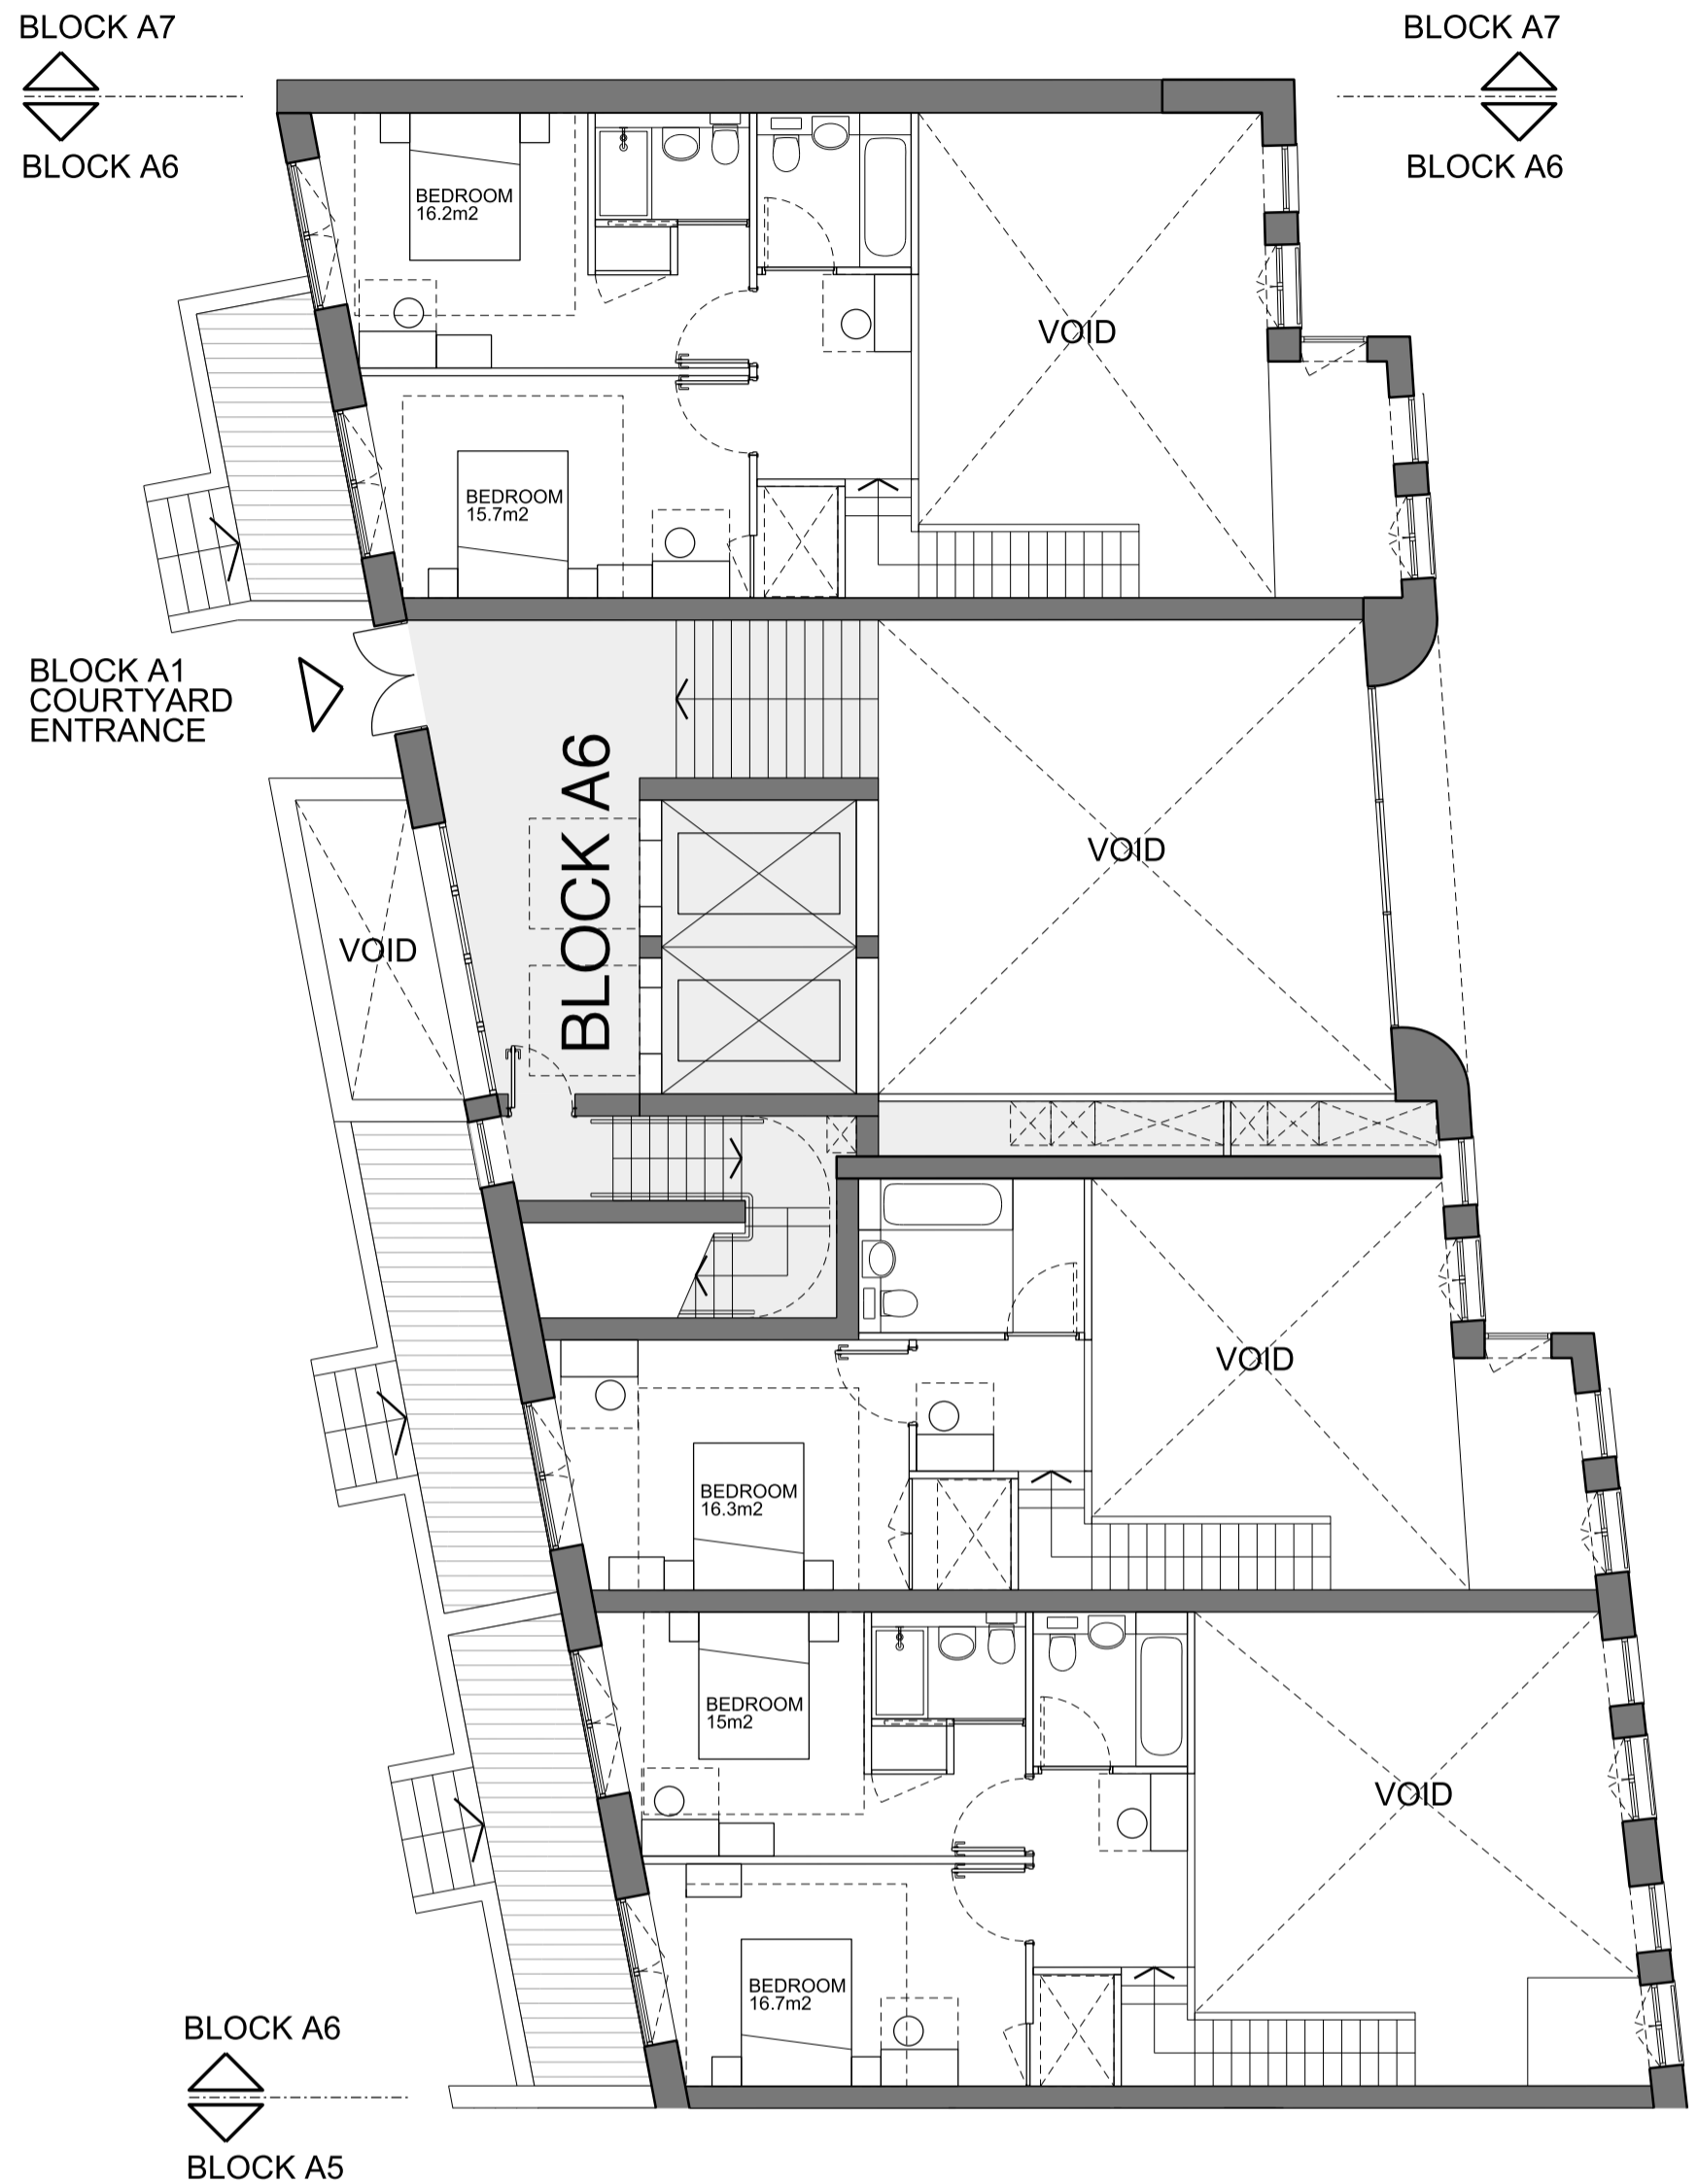 BLOCK A7
BLOCK A7
BLOCK A6
BLOCK A6
BEDROOM
16.2m2
VOID
BEDROOM
15.7m2
BLOCK A1
COURTYARD
ENTRANCE
BLOCK A6
VOID
VOID
VOID
BEDROOM
16.3m2
BEDROOM
15m2
VOID
BEDROOM
16.7m2
BLOCK A6
BLOCK A5